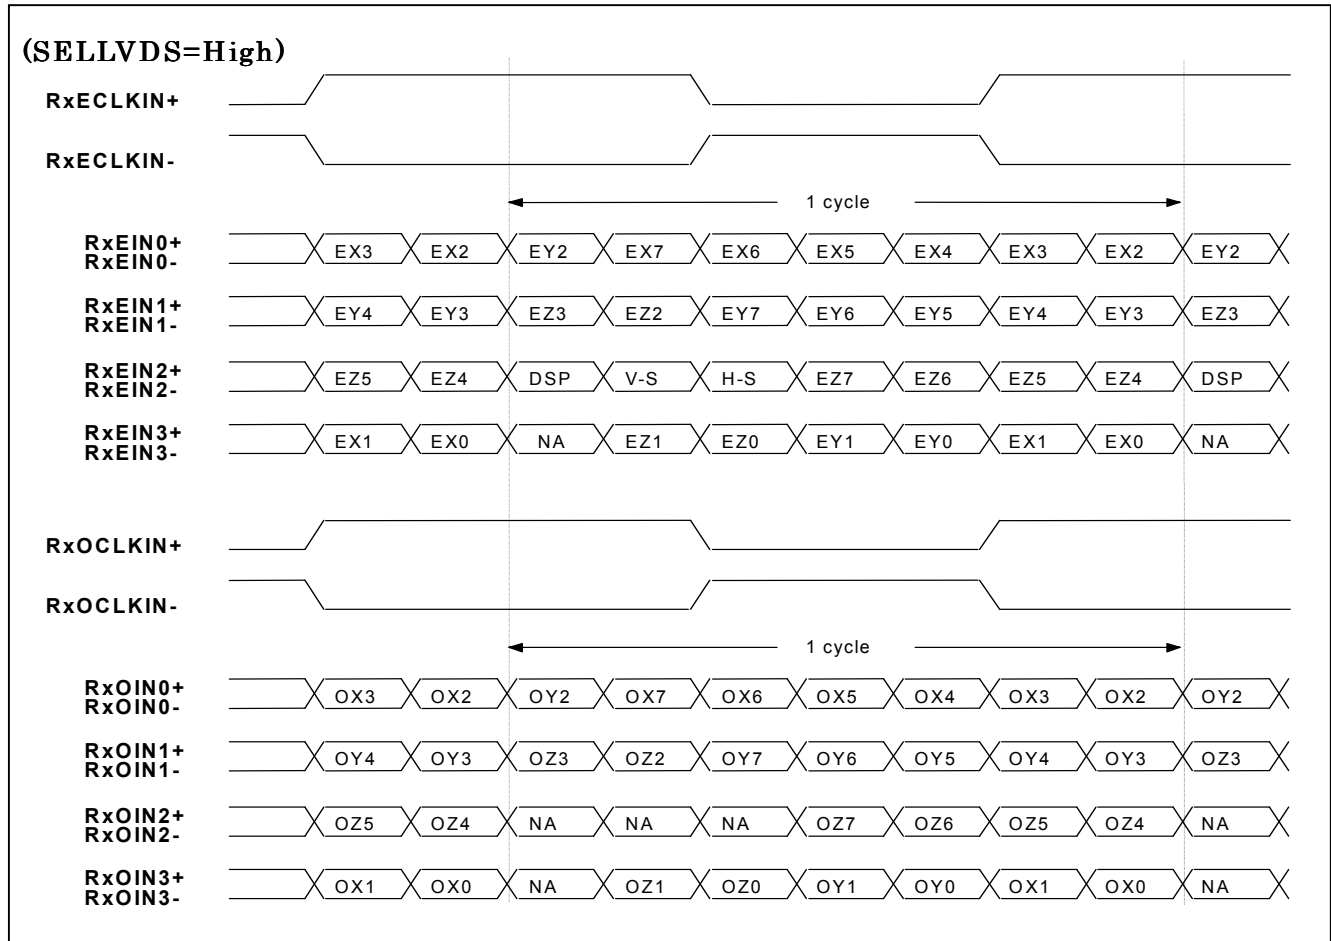 (SELLVDS=High)
RxECLKIN+
RxECLKIN-
1 cycle
RxEIN0+
RxEIN0-
EX3 EX2 EY2 EX7 EX6 EX5 EX4 EX3 EX2 EY2
RxEIN1+
RxEIN1-
EY4 EY3 EZ3 EZ2 EY7 EY6 EY5 EY4 EY3 EZ3
RxEIN2+
RxEIN2-
EZ5 EZ4 DSP V-S H-S EZ7 EZ6 EZ5 EZ4 DSP
RxEIN3+
RxEIN3-
EX1 EX0 NA EZ1 EZ0 EY1 EY0 EX1 EX0 NA
RxOCLKIN+
RxOCLKIN-
1 cycle
RxOIN0+
RxOIN0-
OX3 OX2 OY2 OX7 OX6 OX5 OX4 OX3 OX2 OY2
RxOIN1+
RxOIN1-
OY4 OY3 OZ3 OZ2 OY7 OY6 OY5 OY4 OY3 OZ3
RxOIN2+
RxOIN2-
OZ5 OZ4 NA NA NA OZ7 OZ6 OZ5 OZ4 NA
RxOIN3+
RxOIN3-
OX1 OX0 NA OZ1 OZ0 OY1 OY0 OX1 OX0 NA